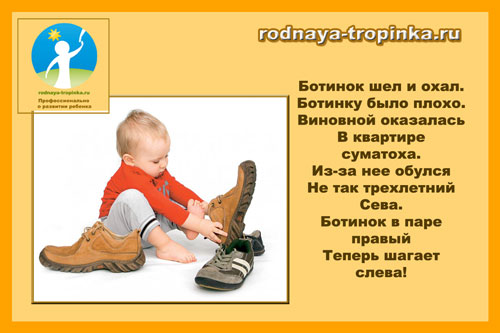 rodnaya-tropinka.ru
rodnaya-tropinka.ru
Профессионально
о развитии ребенка
Ботинок шел и охал.
Ботинку было плохо.
Виновной оказалась
В квартире
суматоха.
Из-за нее обулся
Не так трехлетний
Сева.
Ботинок в паре
правый
Теперь шагает
слева!